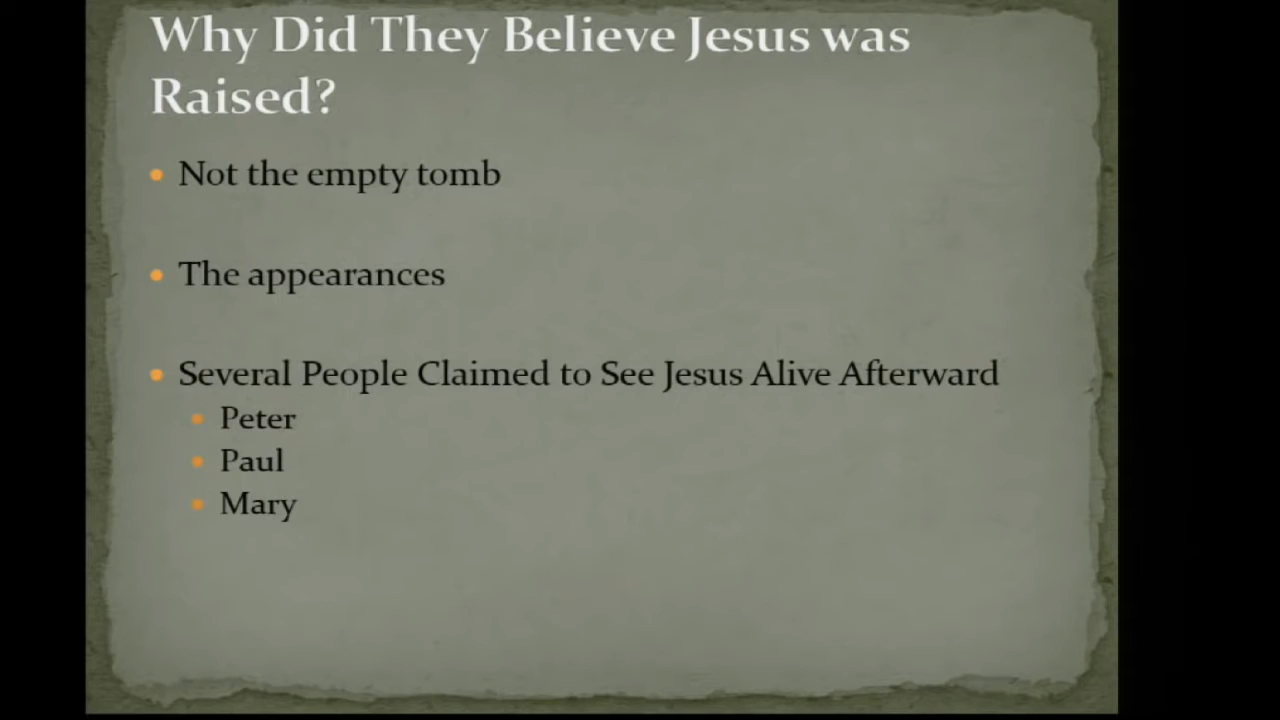 Why Did They Believe Jesus was
Raised?
Not the empty tomb
The appearances
Several People Claimed to See Jesus Alive Afterward
Peter
Paul
Mary